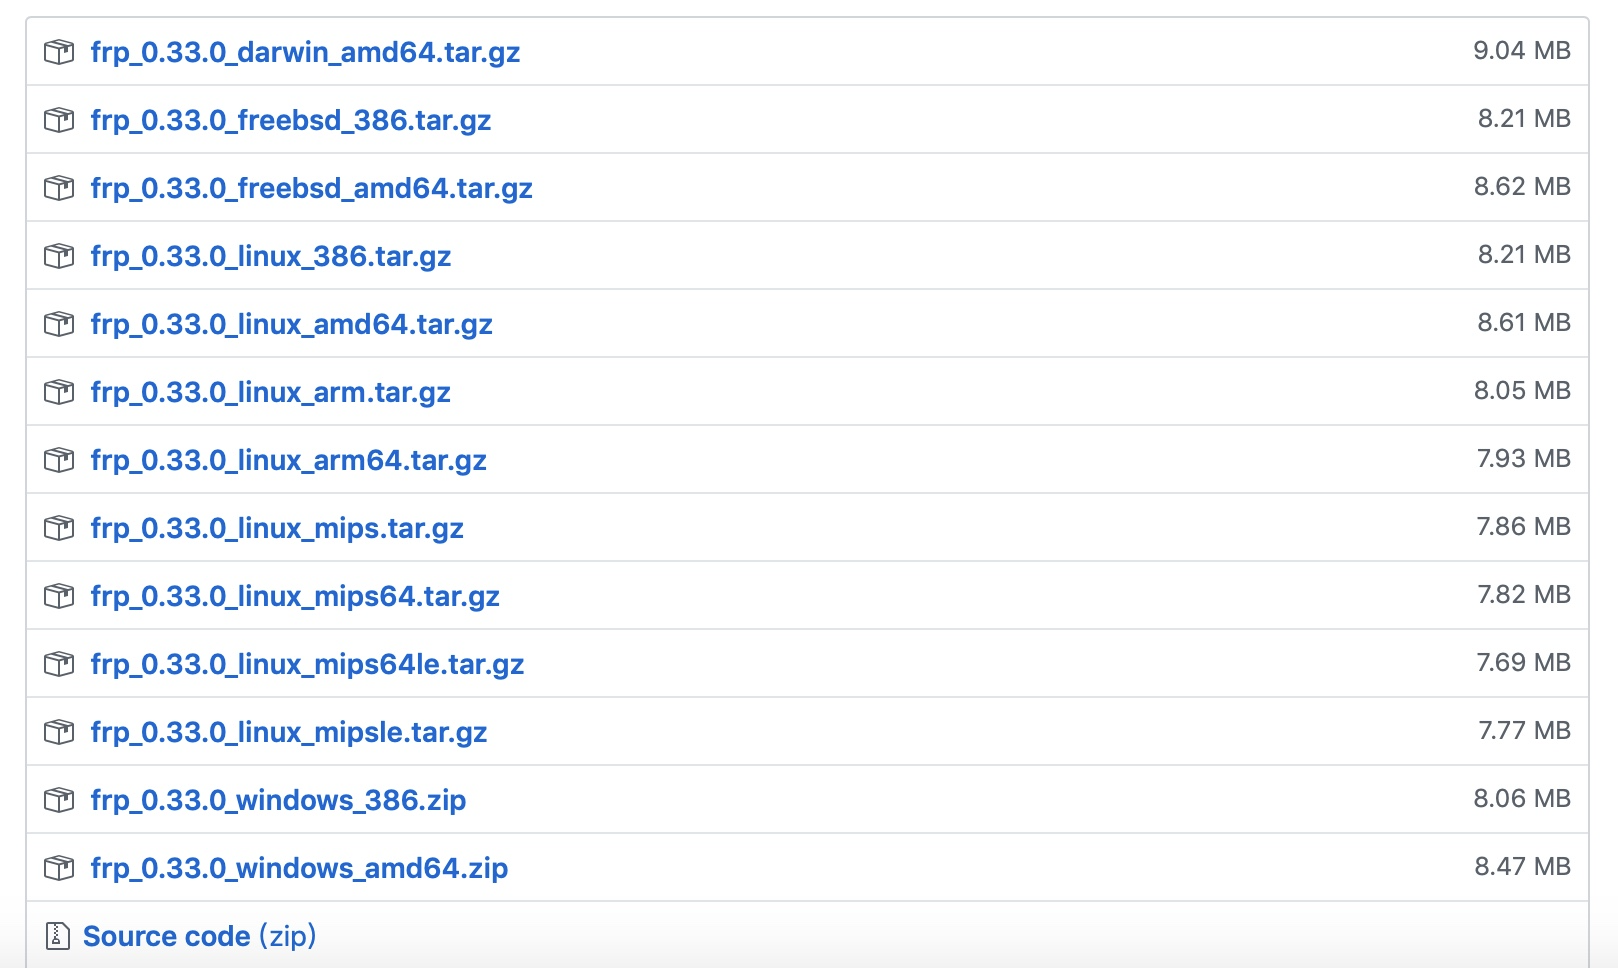 frp_0.33.0_darwin_amd64.tar.gz 9.04 MB
frp_0.33.0_freebsd_386.tar.gz 8.21 MB
frp_0.33.0_freebsd_amd64.tar.gz 8.62 MB
frp_0.33.0_linux_386.tar.gz 8.21 MB
frp_0.33.0_linux_amd64.tar.gz 8.61 MB
frp_0.33.0_linux_arm.tar.gz 8.05 MB
frp_0.33.0_linux_arm64.tar.gz 7.93 MB
frp_0.33.0_linux_mips.tar.gz 7.86 MB
frp_0.33.0_linux_mips64.tar.gz 7.82 MB
frp_0.33.0_linux_mips64le.tar.gz 7.69 MB
frp_0.33.0_linux_mipsle.tar.gz 7.77 MB
frp_0.33.0_windows_386.zip 8.06 MB
frp_0.33.0_windows_amd64.zip 8.47 MB
Source code (zip)